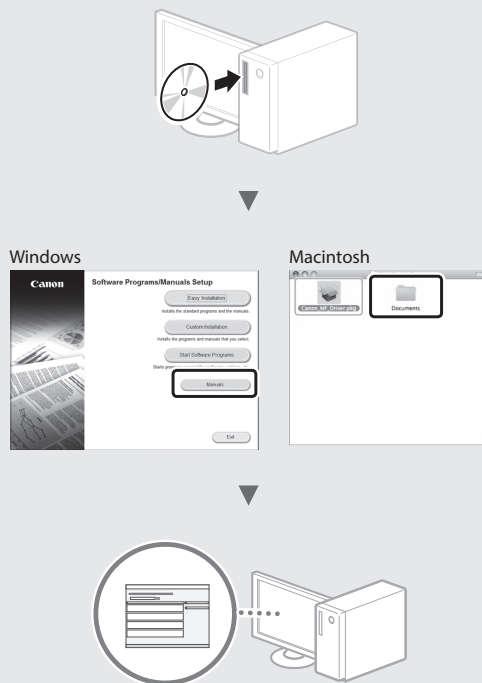 Windows
Canon
Software Programs/Manuals Setup
Easy Installation
Installs the standard programs and the manuals.
Custom Installation
Installs the programs and manuals that you select.
Start Software Programs
Manuals
Exit
Macintosh
Canon_MF_Driver.pkg
Documents